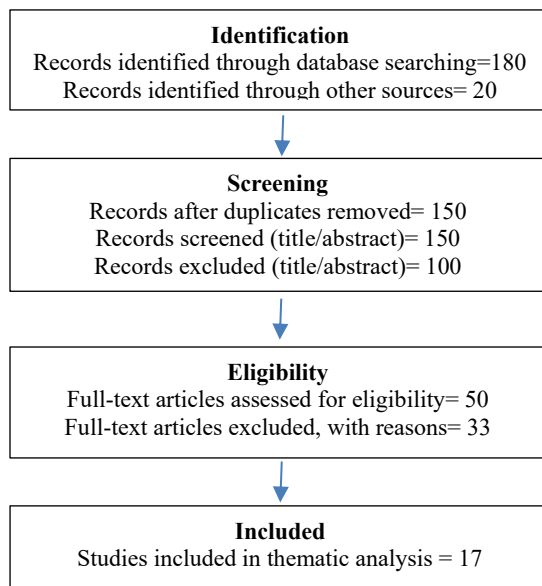 Identification
Records identified through database searching=180
Records identified through other sources= 20
Screening
Records after duplicates removed= 150
Records screened (title/abstract)= 150
Records excluded (title/abstract)= 100
Eligibility
Full-text articles assessed for eligibility= 50
Full-text articles excluded, with reasons= 33
Included
Studies included in thematic analysis = 17